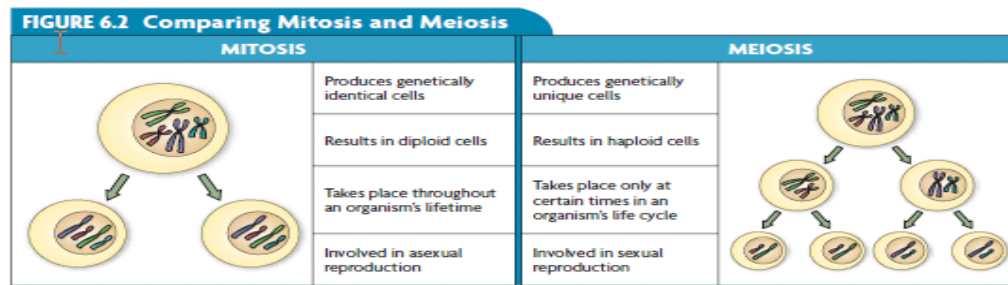 FIGURE 6.2 Comparing Mitosis and Meiosis
MITOSIS
MEIOSIS
Produces genetically
identical cells
Produces genetically
unique cells
Results in diploid cells
Results in haploid cells
Takes place throughout
an organism's lifetime
Takes place only at
certain times in an
organism's life cycle
Involved in asexual
reproduction
Involved in sexual
reproduction